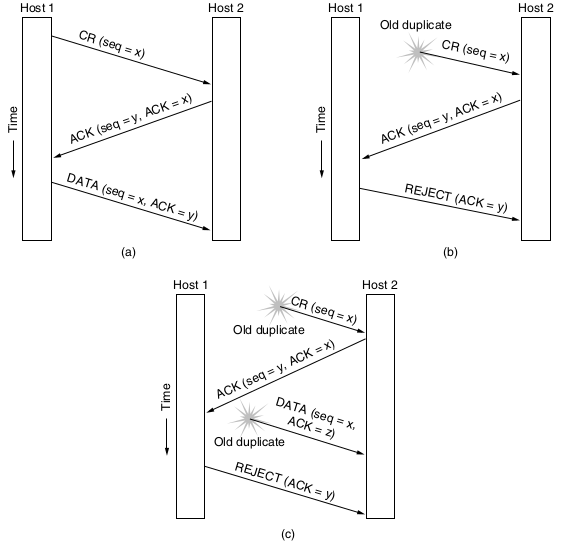 Host 1
Host 2
CR (seq = x)
ACK (seq = y, ACK = x)
DATA (seq = x, ACK = y)
Time
(a)
Old duplicate
Host 1
Host 2
CR (seq = x)
ACK (seq = y, ACK = x)
REJECT (ACK = y)
Time
(b)
Host 1
Host 2
CR (seq = x)
Old duplicate
ACK (seq = y, ACK = x)
DATA (seq = x,
ACK = z)
Old duplicate
REJECT (ACK = y)
Time
(c)